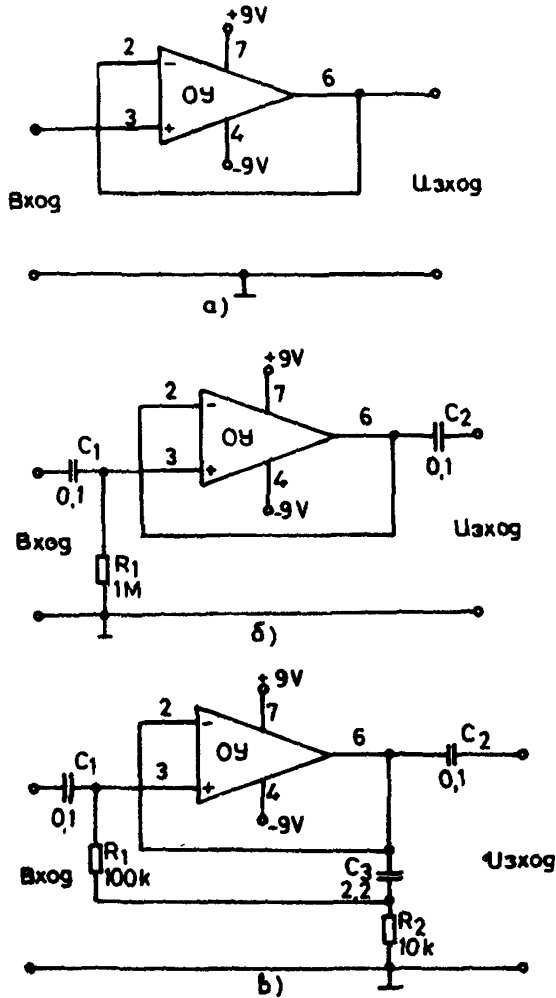 +9V
2
7
-
ОУ
6
3
+
4
-9V
Вход
Изход
а)
+9V
2
7
-
ОУ
6
C2
C1
3
+
4
0,1
0,1
-9V
Вход
Изход
R1
1M
б)
+9V
2
7
-
ОУ
6
C2
C1
3
+
4
0,1
0,1
-9V
R1
100k
Вход
C3
2,2
Изход
R2
10k
в)